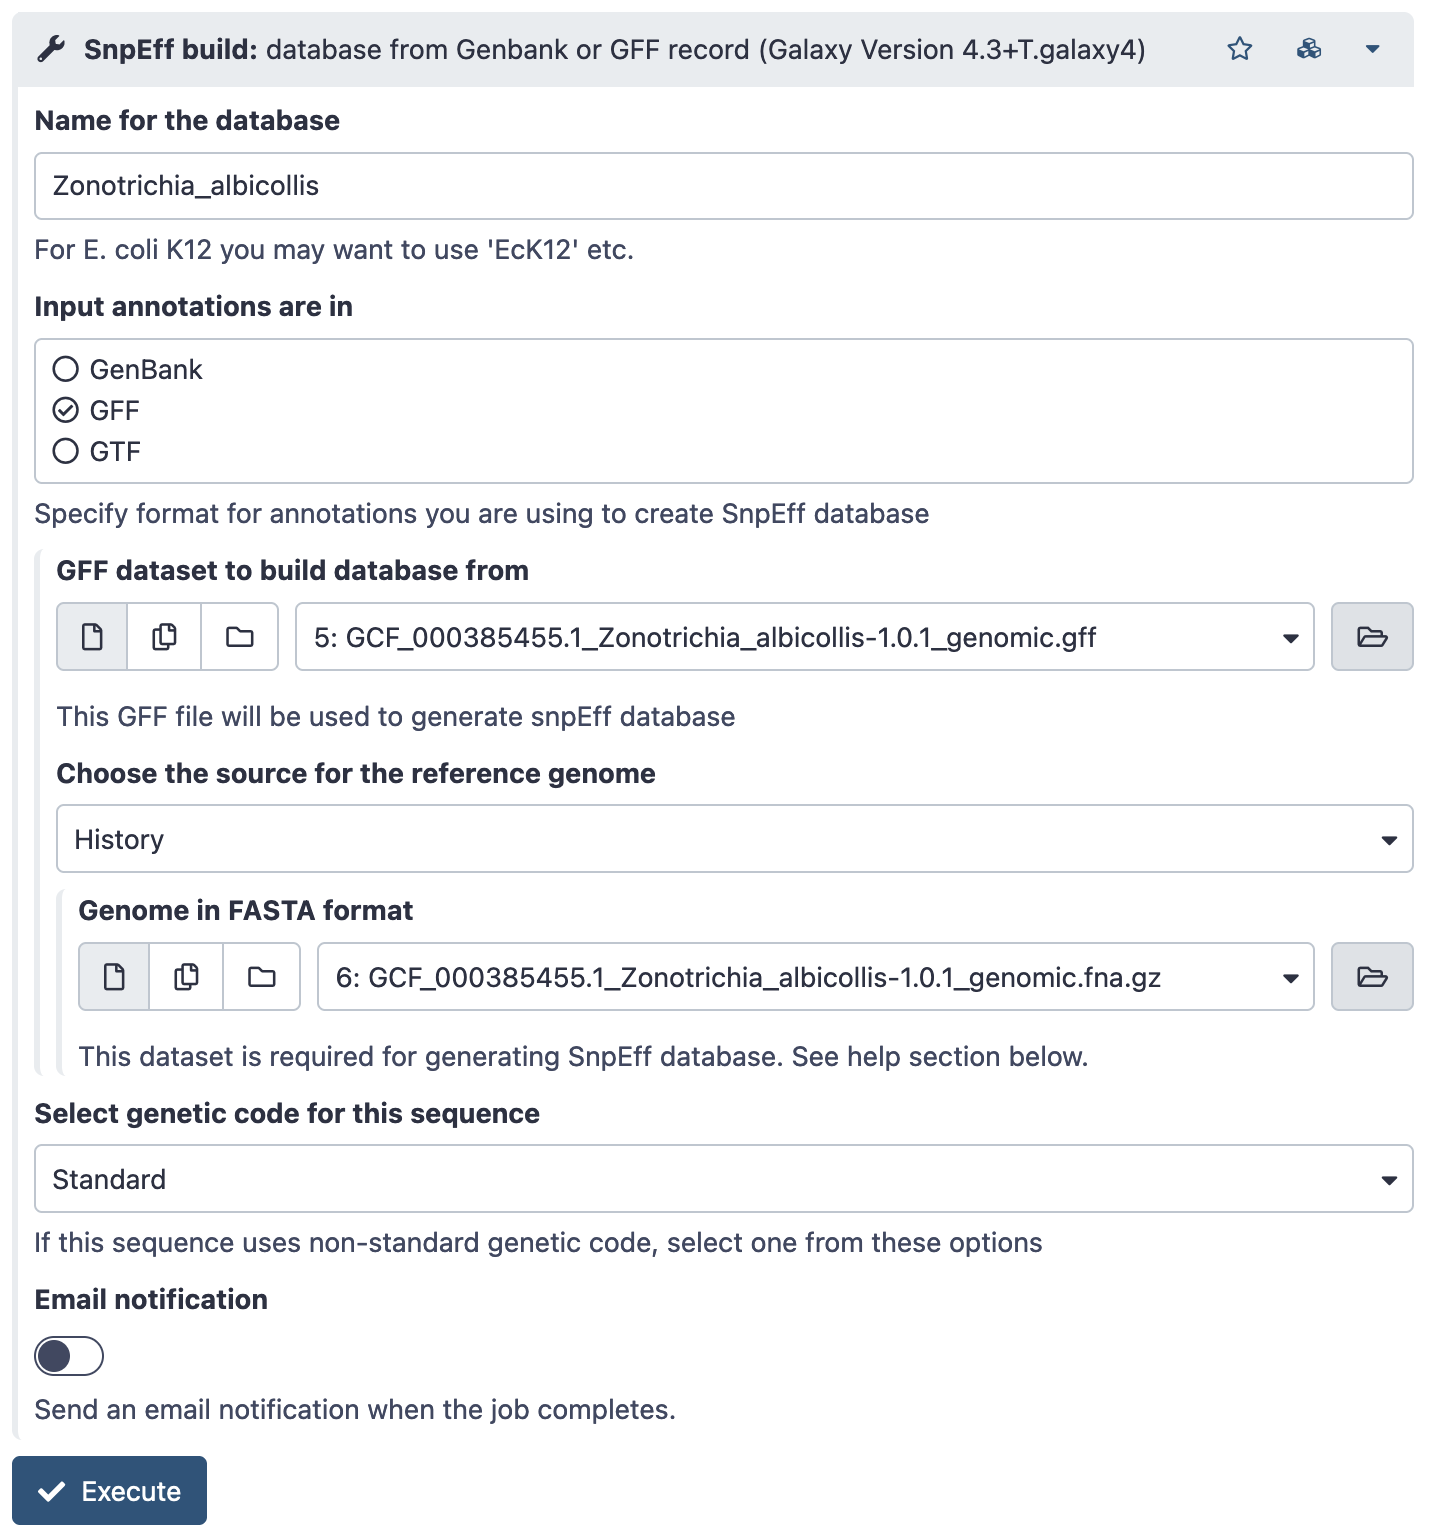 SnpEff build: database from Genbank or GFF record (Galaxy Version 4.3+T.galaxy4)
Name for the database
Zonotrichia_albicollis
For E. coli K12 you may want to use 'EcK12' etc.
Input annotations are in
GenBank
GFF
GTF
Specify format for annotations you are using to create SnpEff database
GFF dataset to build database from
5: GCF_000385455.1_Zonotrichia_albicollis-1.0.1_genomic.gff
This GFF file will be used to generate snpEff database
Choose the source for the reference genome
History
Genome in FASTA format
6: GCF_000385455.1_Zonotrichia_albicollis-1.0.1_genomic.fna.gz
This dataset is required for generating SnpEff database. See help section below.
Select genetic code for this sequence
Standard
If this sequence uses non-standard genetic code, select one from these options
Email notification
Send an email notification when the job completes.
Execute